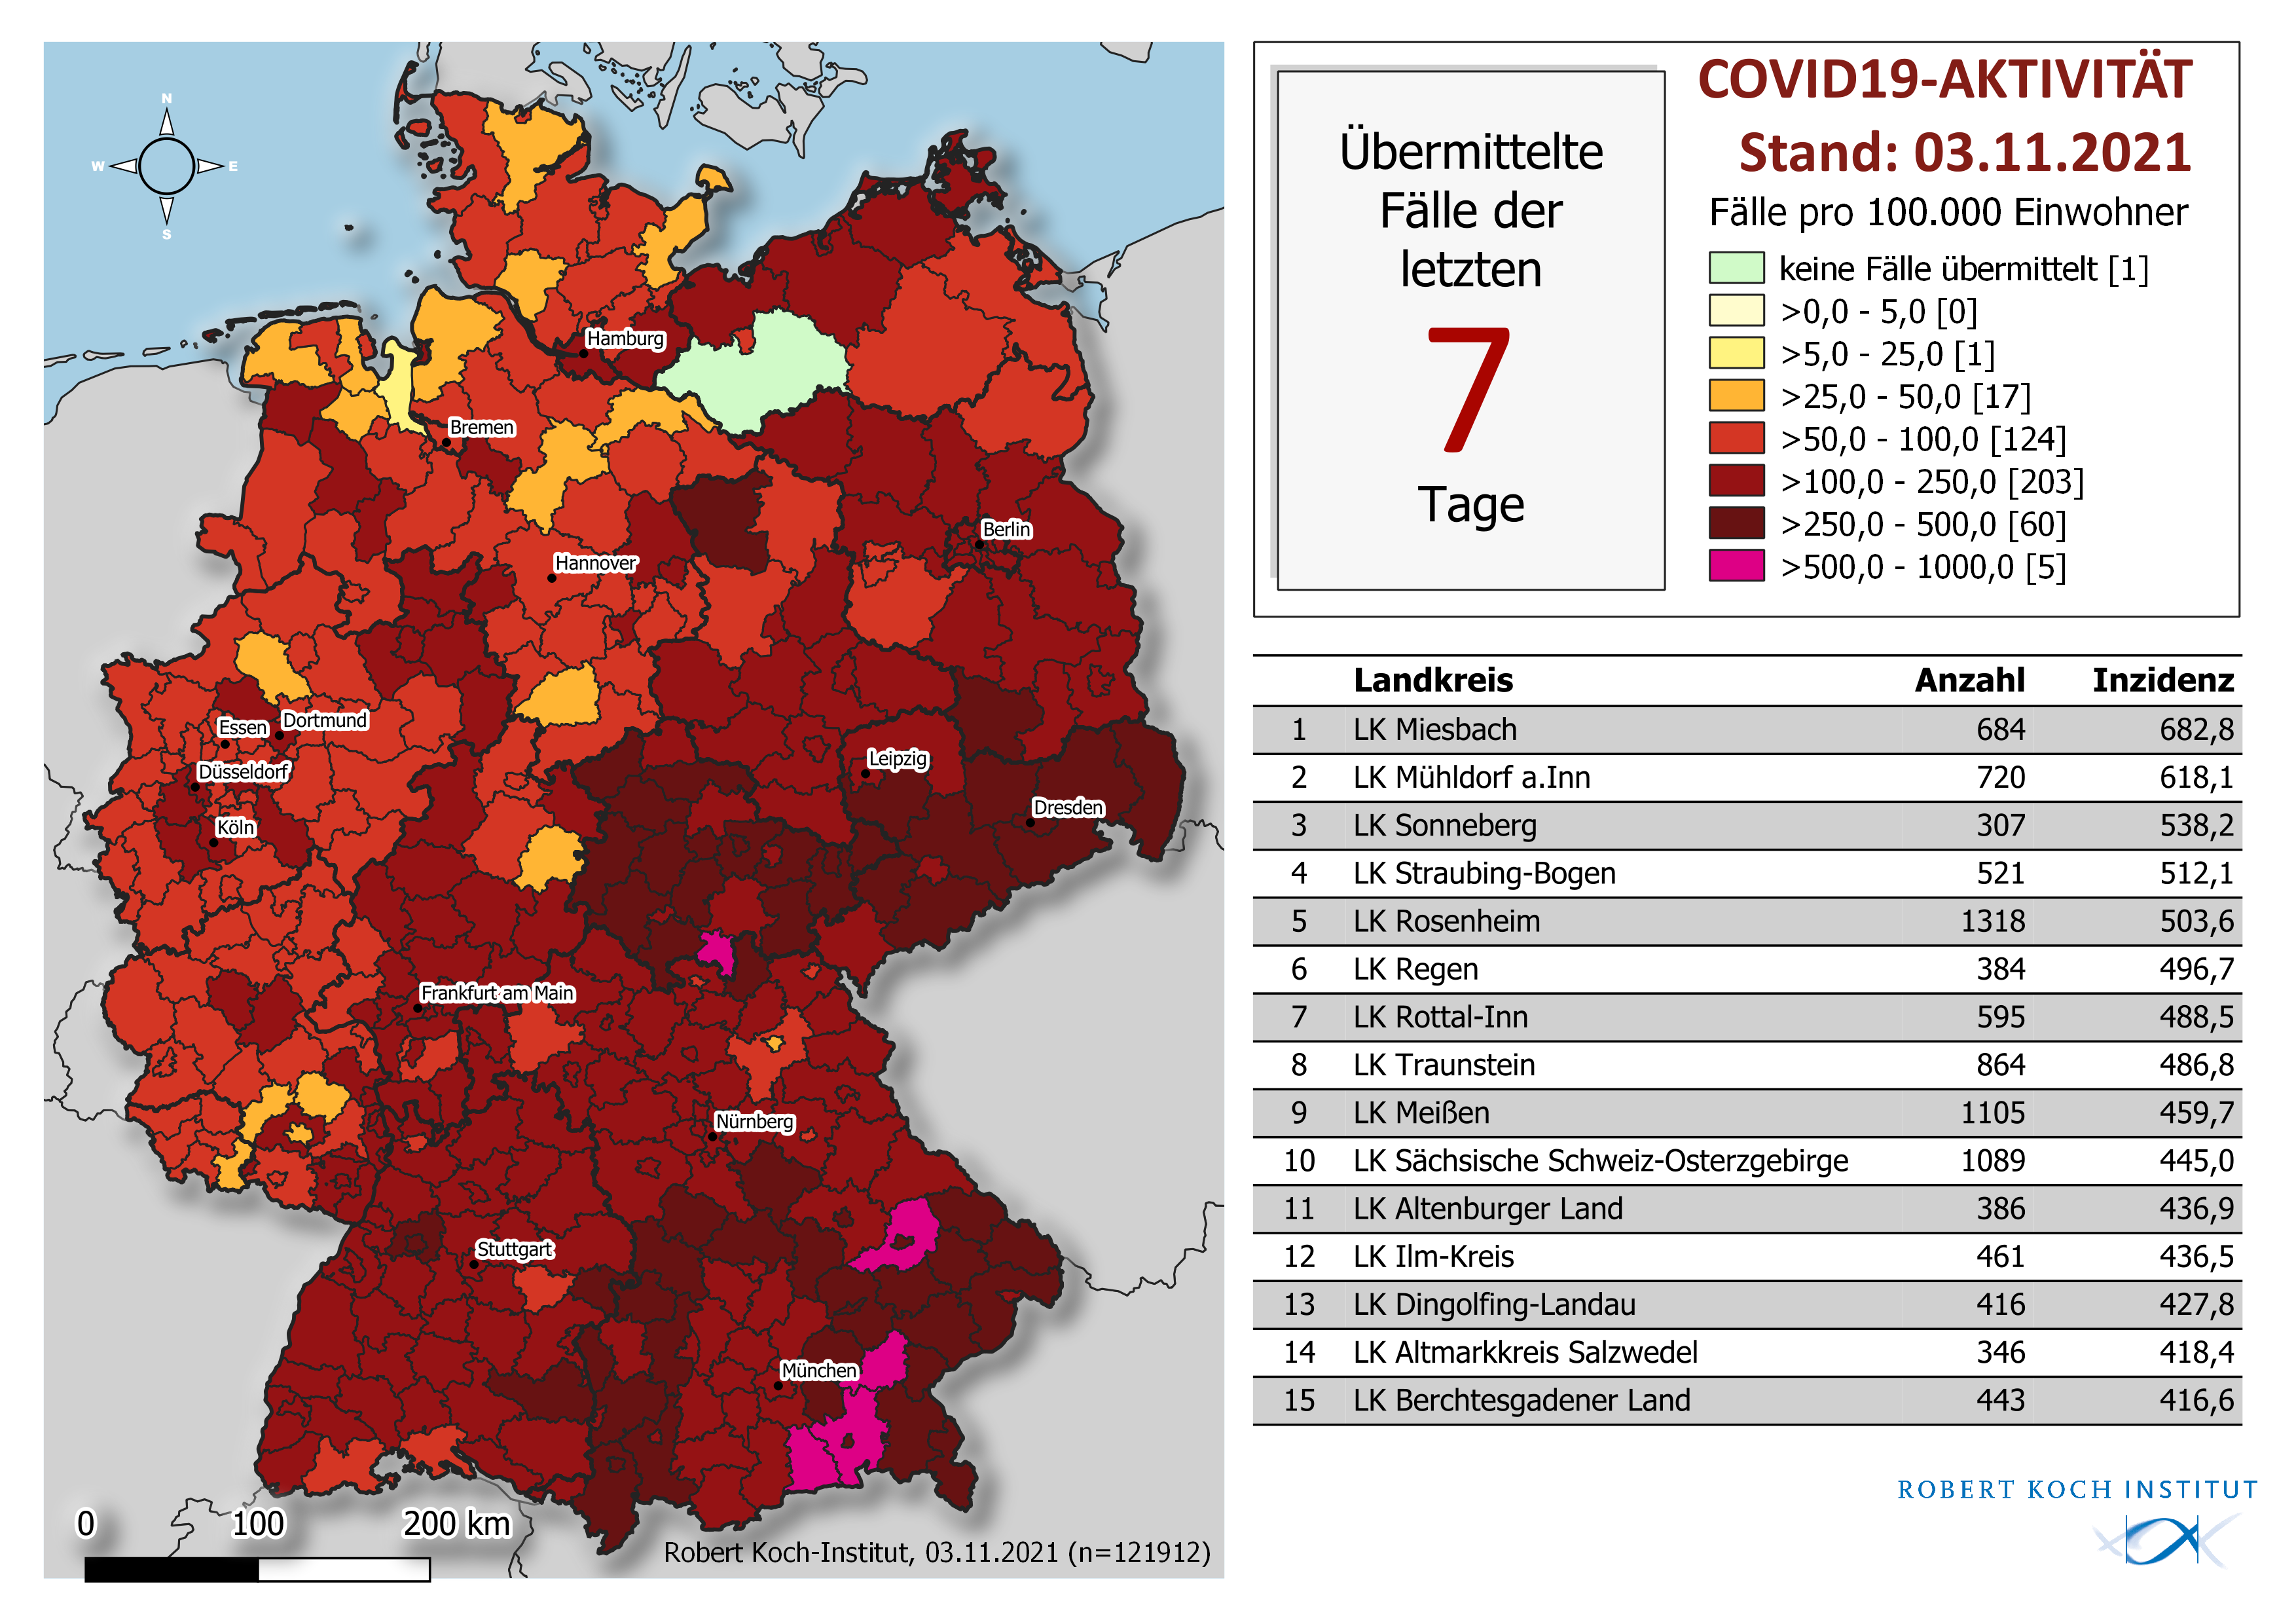 N
W E
S
Hamburg
Bremen
Berlin
Hannover
Essen
Dortmund
Düsseldorf
Leipzig
Köln
Dresden
Frankfurt am Main
Nürnberg
Stuttgart
München
0 100 200 km
Robert Koch-Institut, 03.11.2021 (n=121912)
Übermittelte
Fälle der
letzten
7
Tage
COVID19-AKTIVITÄT
Stand: 03.11.2021
Fälle pro 100.000 Einwohner
keine Fälle übermittelt [1]
>0,0 - 5,0 [0]
>5,0 - 25,0 [1]
>25,0 - 50,0 [17]
>50,0 - 100,0 [124]
>100,0 - 250,0 [203]
>250,0 - 500,0 [60]
>500,0 - 1000,0 [5]
Landkreis Anzahl Inzidenz
1 LK Miesbach 684 682,8
2 LK Mühldorf a.Inn 720 618,1
3 LK Sonneberg 307 538,2
4 LK Straubing-Bogen 521 512,1
5 LK Rosenheim 1318 503,6
6 LK Regen 384 496,7
7 LK Rottal-Inn 595 488,5
8 LK Traunstein 864 486,8
9 LK Meißen 1105 459,7
10 LK Sächsische Schweiz-Osterzgebirge 1089 445,0
11 LK Altenburger Land 386 436,9
12 LK Ilm-Kreis 461 436,5
13 LK Dingolfing-Landau 416 427,8
14 LK Altmarkkreis Salzwedel 346 418,4
15 LK Berchtesgadener Land 443 416,6
ROBERT KOCH INSTITUT